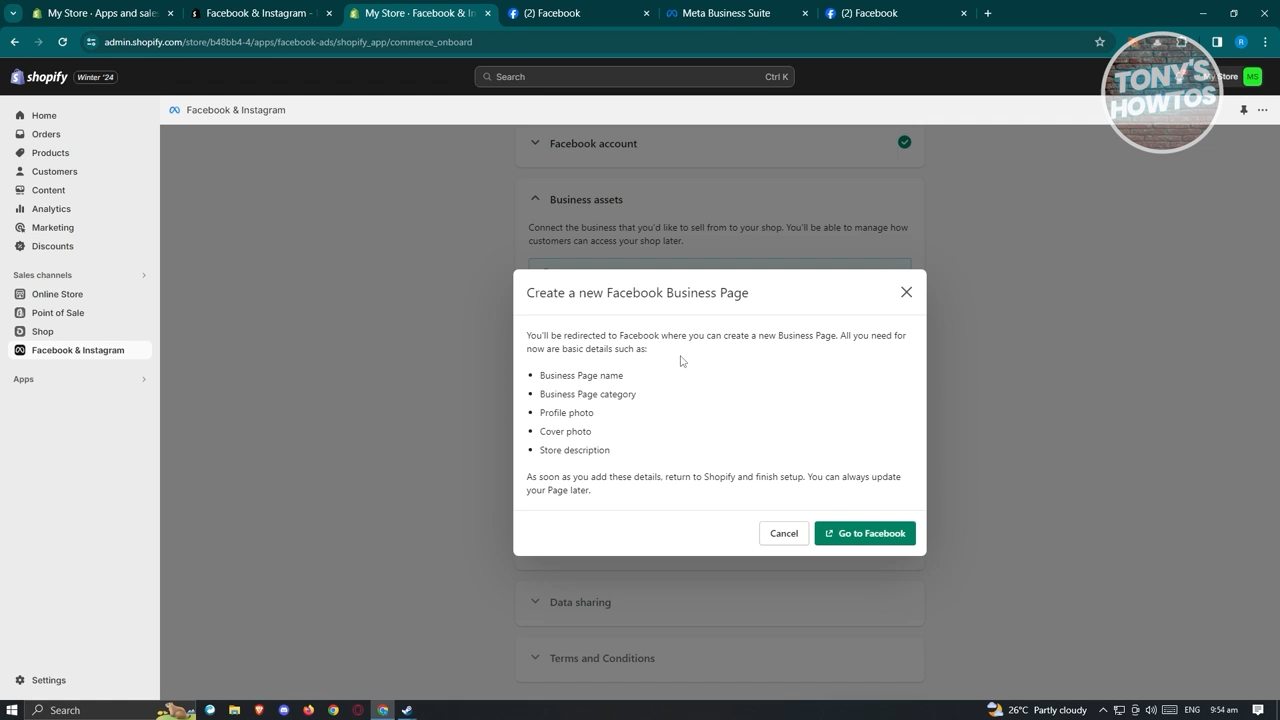 My Store · Apps and sales
Facebook & Instagram -
My Store · Facebook & In
(2) Facebook
Meta Business Suite
(2) Facebook
admin.shopify.com/store/b48bb4-4/apps/facebook-ads/shopify_app/commerce_onboard
R
shopify
Winter '24
Search
Ctrl K
My Store
MS
TONY'S
HOWTOS
Home
Orders
Products
Customers
Content
Analytics
Marketing
Discounts
Sales channels
Online Store
Point of Sale
Shop
Facebook & Instagram
Apps
Settings
Facebook & Instagram
Facebook account
Business assets
Connect the business that you'd like to sell from to your shop. You'll be able to manage how
customers can access your shop later.
Create a new Facebook Business Page
You'll be redirected to Facebook where you can create a new Business Page. All you need for
now are basic details such as:
• Business Page name
• Business Page category
• Profile photo
• Cover photo
• Store description
As soon as you add these details, return to Shopify and finish setup. You can always update
your Page later.
Cancel
Go to Facebook
Data sharing
Terms and Conditions
Search
26°C Partly cloudy
ENG
9:54 am